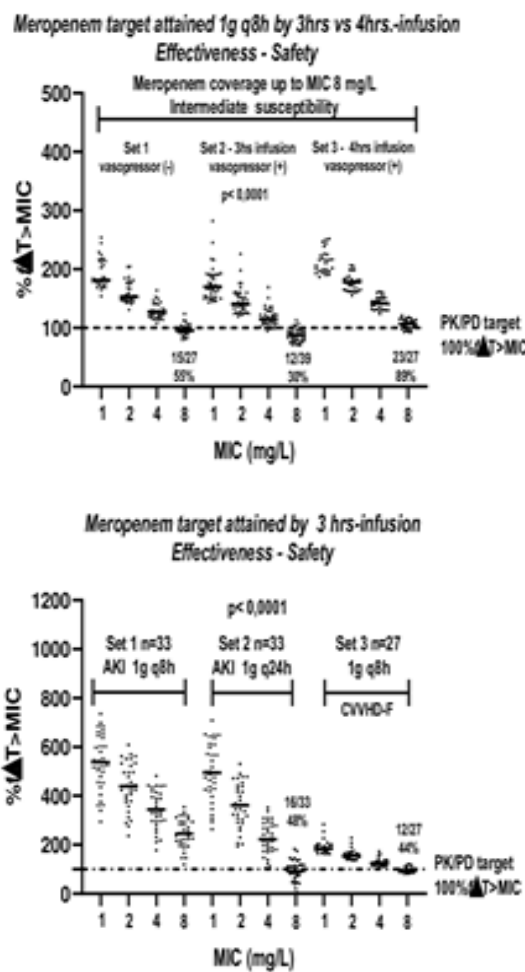 Meropenem target attained 1g q8h by 3hrs vs 4hrs.-infusion
Effectiveness - Safety
Meropenem coverage up to MIC 8 mg/L
Intermediate susceptibility
Set 1
vasopressor (-)
Set 2 - 3hs infusion
vasopressor (+)
Set 3 - 4hrs infusion
vasopressor (+)
p< 0,0001
500
400
300
200
100
0
%f▲T>MIC
PK/PD target
100%f▲T>MIC
15/27
55%
12/39
30%
23/27
89%
1 2 4 8 1 2 4 8 1 2 4 8
MIC (mg/L)
Meropenem target attained by 3 hrs-infusion
Effectiveness - Safety
p< 0,0001
Set 1 n=33
AKI 1g q8h
Set 2 n=33
AKI 1g q24h
Set 3 n=27
1g q8h
CVVHD-F
1200
1000
800
600
400
200
0
%f▲T>MIC
16/33
48%
12/27
44%
PK/PD target
100%f▲T>MIC
1 2 4 8 1 2 4 8 1 2 4 8
MIC (mg/L)